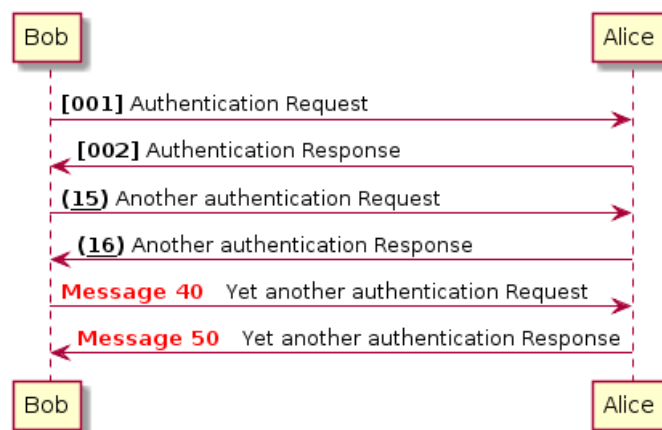 Bob Alice
[001] Authentication Request
[002] Authentication Response
(15) Another authentication Request
(16) Another authentication Response
Message 40 Yet another authentication Request
Message 50 Yet another authentication Response
Bob Alice